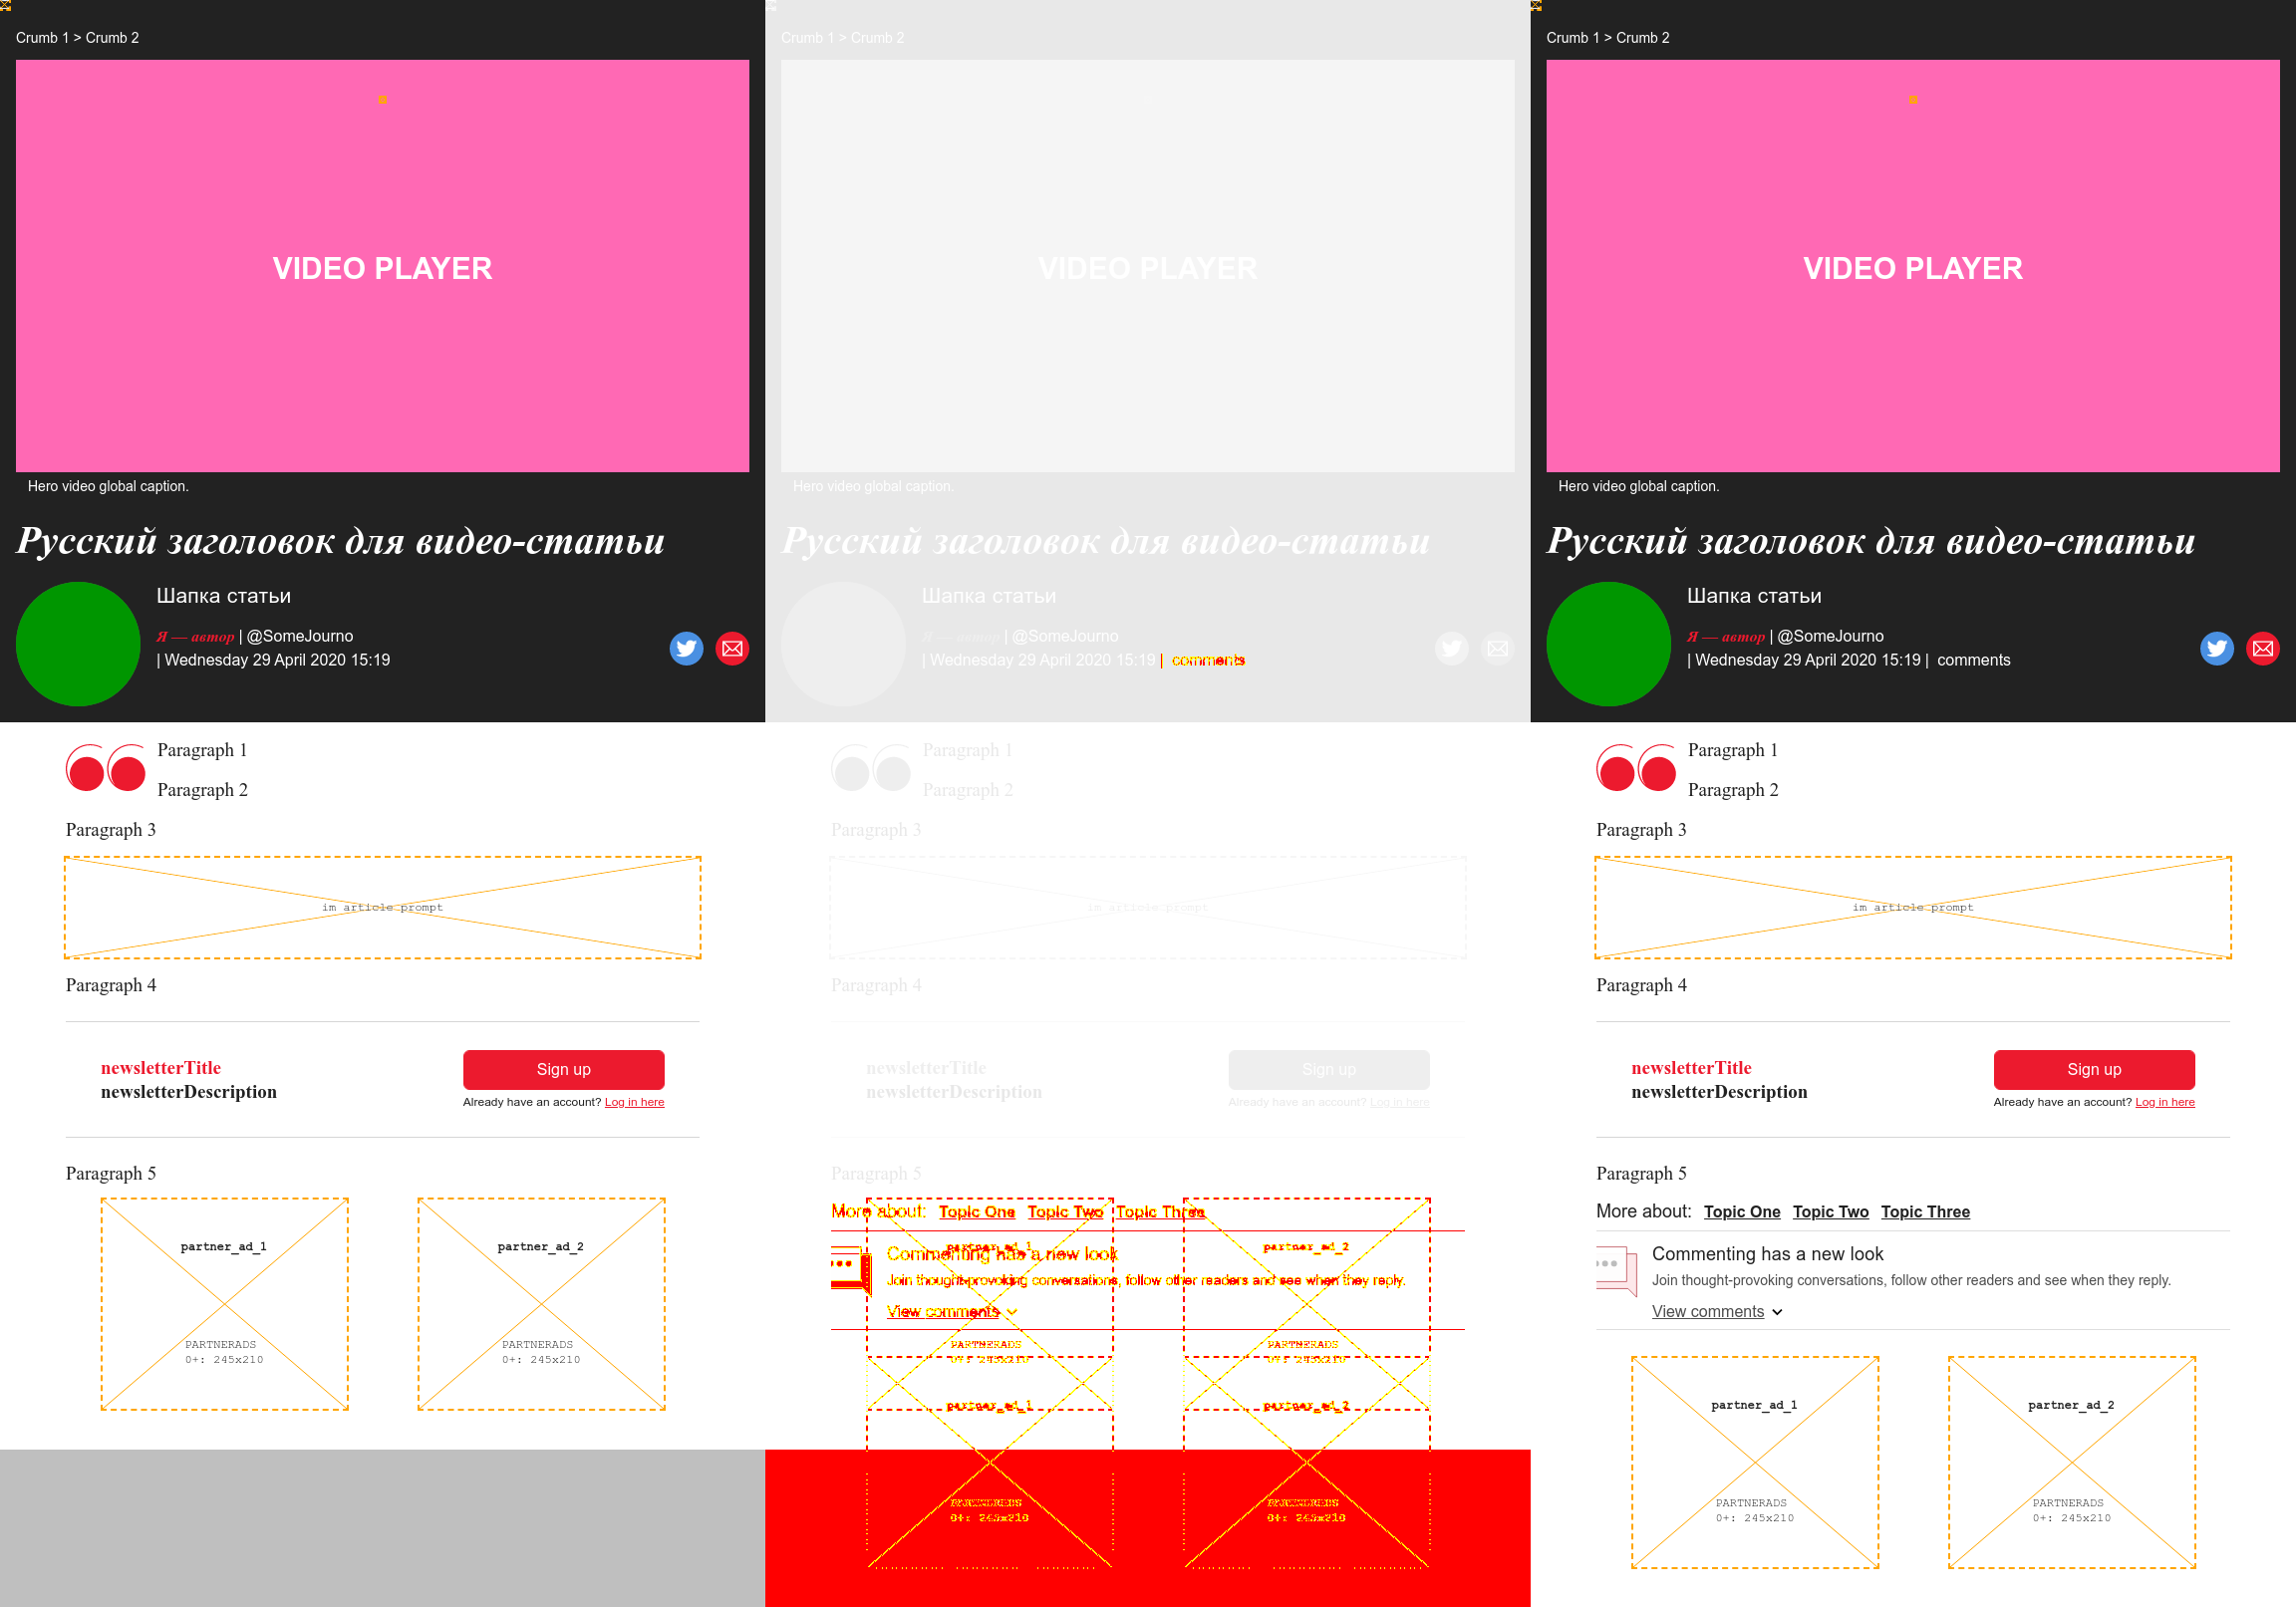 Crumb 1 > Crumb 2
VIDEO PLAYER
Hero video global caption.
Русский заголовок для видео-статьи
Шапка статьи
Я — автор | @SomeJourno
| Wednesday 29 April 2020 15:19
Paragraph 1
Paragraph 2
Paragraph 3
im article prompt
Paragraph 4
newsletterTitle
newsletterDescription
Sign up
Already have an account? Log in here
Paragraph 5
partner_ad_1
PARTNERADS
0+: 245x210
partner_ad_2
PARTNERADS
0+: 245x210
Crumb 1 > Crumb 2
VIDEO PLAYER
Hero video global caption.
Русский заголовок для видео-статьи
Шапка статьи
Я — автор | @SomeJourno
| Wednesday 29 April 2020 15:19 | comments
Paragraph 1
Paragraph 2
Paragraph 3
im article prompt
Paragraph 4
newsletterTitle
newsletterDescription
Sign up
Already have an account? Log in here
Paragraph 5
More about: Topic One Topic Two Topic Three
partner_ad_1
partner_ad_2
Commenting has a new look
Join thought-provoking conversations, follow other readers and see when they reply.
View comments
PARTNERADS
0+: 245x210
PARTNERADS
0+: 245x210
partner_ad_1
partner_ad_2
PARTNERADS
0+: 245x210
PARTNERADS
0+: 245x210
Crumb 1 > Crumb 2
VIDEO PLAYER
Hero video global caption.
Русский заголовок для видео-статьи
Шапка статьи
Я — автор | @SomeJourno
| Wednesday 29 April 2020 15:19 | comments
Paragraph 1
Paragraph 2
Paragraph 3
im article prompt
Paragraph 4
newsletterTitle
newsletterDescription
Sign up
Already have an account? Log in here
Paragraph 5
More about: Topic One Topic Two Topic Three
Commenting has a new look
Join thought-provoking conversations, follow other readers and see when they reply.
View comments
partner_ad_1
PARTNERADS
0+: 245x210
partner_ad_2
PARTNERADS
0+: 245x210